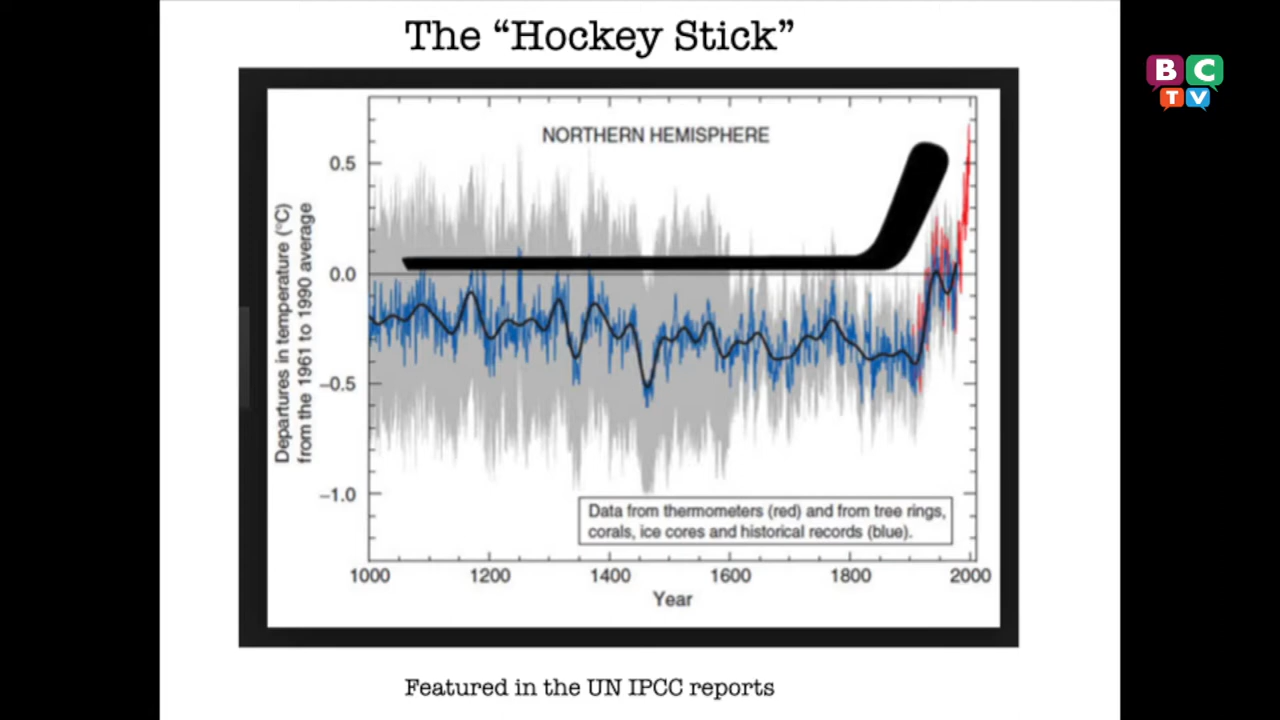 The “Hockey Stick”
B C
T V
NORTHERN HEMISPHERE
0.5
0.0
−0.5
−1.0
Departures in temperature (°C)
from the 1961 to 1990 average
Data from thermometers (red) and from tree rings,
corals, ice cores and historical records (blue).
1000 1200 1400 1600 1800 2000
Year
Featured in the UN IPCC reports